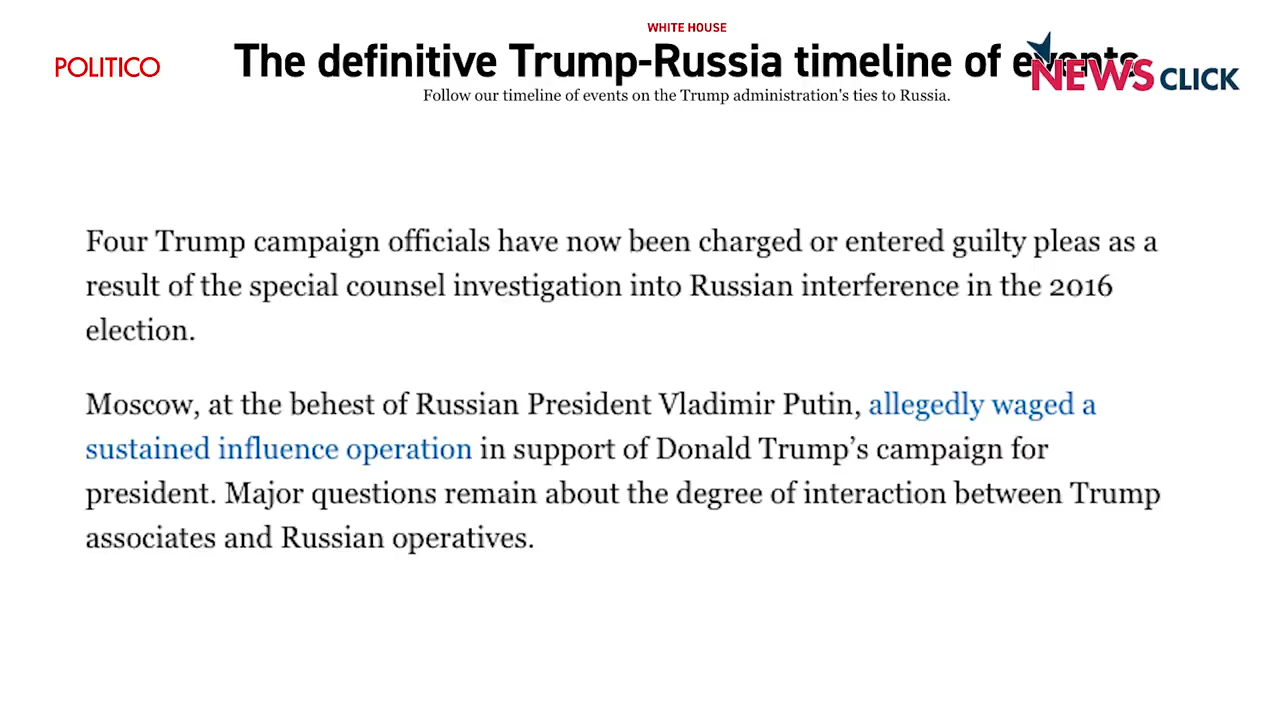 WHITE HOUSE
POLITICO
The definitive Trump-Russia timeline of events
NEWSCLICK
Follow our timeline of events on the Trump administration's ties to Russia.
Four Trump campaign officials have now been charged or entered guilty pleas as a
result of the special counsel investigation into Russian interference in the 2016
election.
Moscow, at the behest of Russian President Vladimir Putin, allegedly waged a
sustained influence operation in support of Donald Trump’s campaign for
president. Major questions remain about the degree of interaction between Trump
associates and Russian operatives.